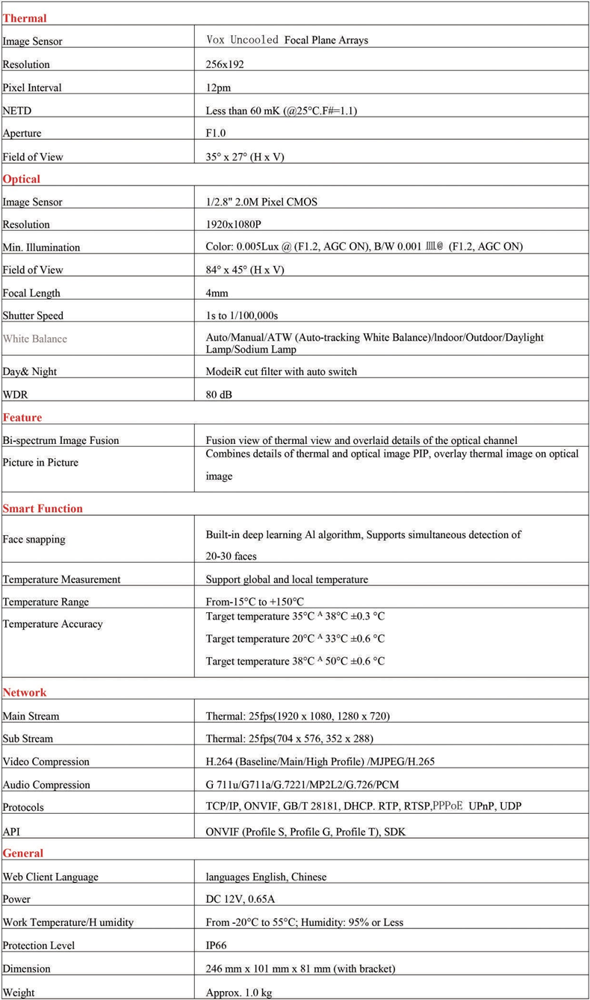 Thermal
Image Sensor Vox Uncooled Focal Plane Arrays
Resolution 256x192
Pixel Interval 12pm
NETD Less than 60 mK (@25°C.F#=1.1)
Aperture F1.0
Field of View 35° x 27° (H x V)
Optical
Image Sensor 1/2.8" 2.0M Pixel CMOS
Resolution 1920x1080P
Min. Illumination Color: 0.005Lux @ (F1.2, AGC ON), B/W 0.001 @ (F1.2, AGC ON)
Field of View 84° x 45° (H x V)
Focal Length 4mm
Shutter Speed 1s to 1/100,000s
White Balance Auto/Manual/ATW (Auto-tracking White Balance)/lndoor/Outdoor/Daylight
Lamp/Sodium Lamp
Day& Night ModeiR cut filter with auto switch
WDR 80 dB
Feature
Bi-spectrum Image Fusion Fusion view of thermal view and overlaid details of the optical channel
Picture in Picture Combines details of thermal and optical image PIP, overlay thermal image on optical
image
Smart Function
Face snapping Built-in deep learning Al algorithm, Supports simultaneous detection of
20-30 faces
Temperature Measurement Support global and local temperature
Temperature Range From-15°C to +150℃
Temperature Accuracy Target temperature 35°C ᴬ 38°C ±0.3 °C
Target temperature 20°C ᴬ 33°C ±0.6 °C
Target temperature 38°C ᴬ 50°C ±0.6 °C
Network
Main Stream Thermal: 25fps(1920 x 1080, 1280 x 720)
Sub Stream Thermal: 25fps(704 x 576, 352 x 288)
Video Compression H.264 (Baseline/Main/High Profile) /MJPEG/H.265
Audio Compression G 711u/G711a/G.7221/MP2L2/G.726/PCM
Protocols TCP/IP, ONVIF, GB/T 28181, DHCP. RTP, RTSP,PPPoE UPnP, UDP
API ONVIF (Profile S, Profile G, Profile T), SDK
General
Web Client Language languages English, Chinese
Power DC 12V, 0.65A
Work Temperature/H umidity From -20°C to 55°C; Humidity: 95% or Less
Protection Level IP66
Dimension 246 mm x 101 mm x 81 mm (with bracket)
Weight Approx. 1.0 kg